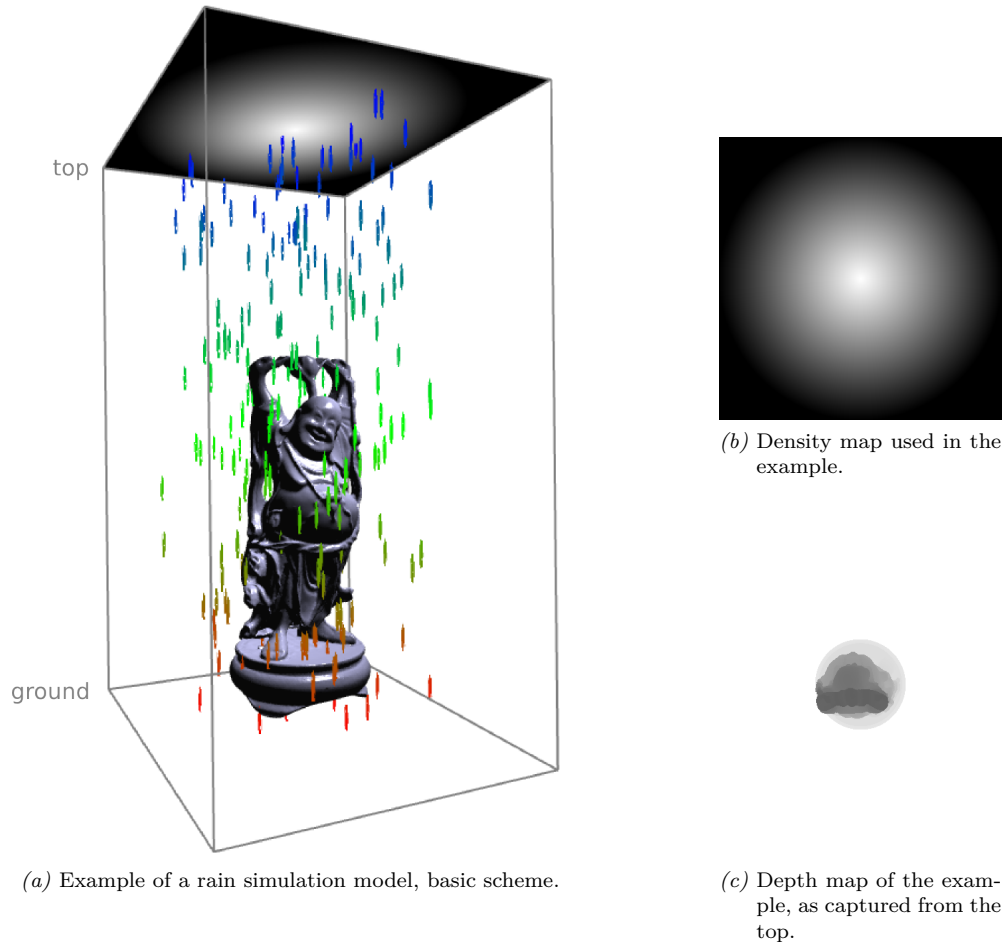 top
ground
(a) Example of a rain simulation model, basic scheme.
(b) Density map used in the
example.
(c) Depth map of the exam-
ple, as captured from the
top.